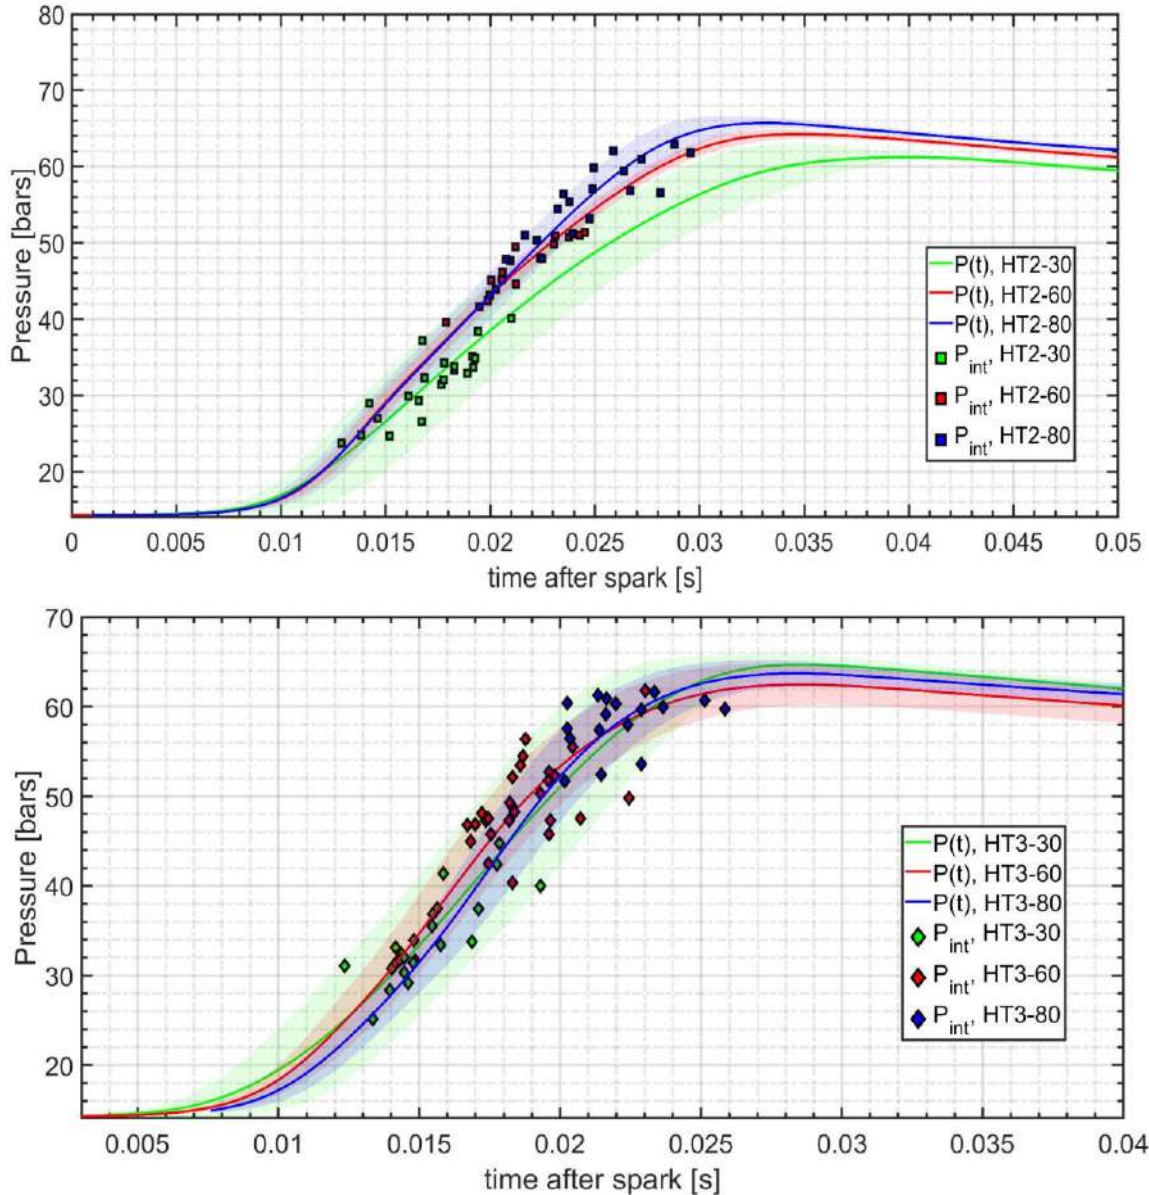 80
70
60
50
40
30
20
Pressure [bars]
P(t), HT2-30
P(t), HT2-60
P(t), HT2-80
P_int, HT2-30
P_int, HT2-60
P_int, HT2-80
0 0.005 0.01 0.015 0.02 0.025 0.03 0.035 0.04 0.045 0.05
time after spark [s]
70
60
50
40
30
20
Pressure [bars]
P(t), HT3-30
P(t), HT3-60
P(t), HT3-80
P_int, HT3-30
P_int, HT3-60
P_int, HT3-80
0.005 0.01 0.015 0.02 0.025 0.03 0.035 0.04
time after spark [s]